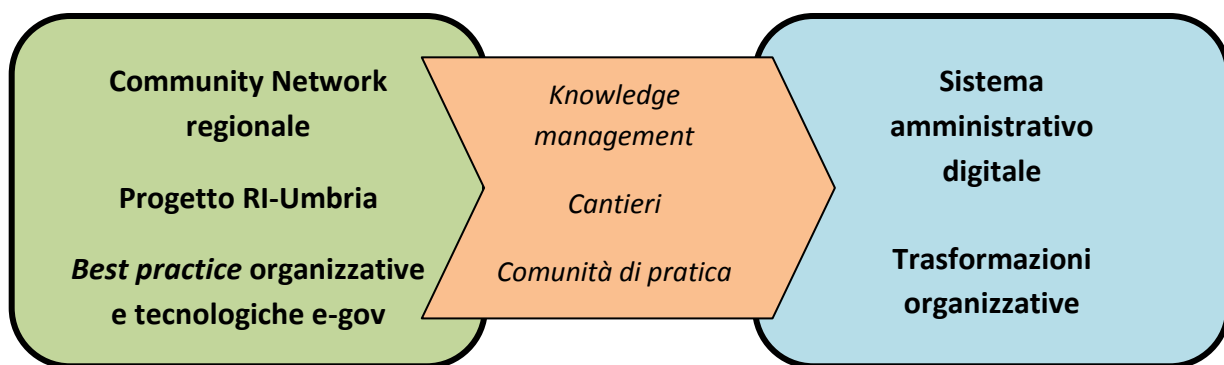 Community Network
regionale
Progetto RI-Umbria
Best practice organizzative
e tecnologiche e-gov
Knowledge
management
Cantieri
Comunità di pratica
Sistema
amministrativo
digitale
Trasformazioni
organizzative